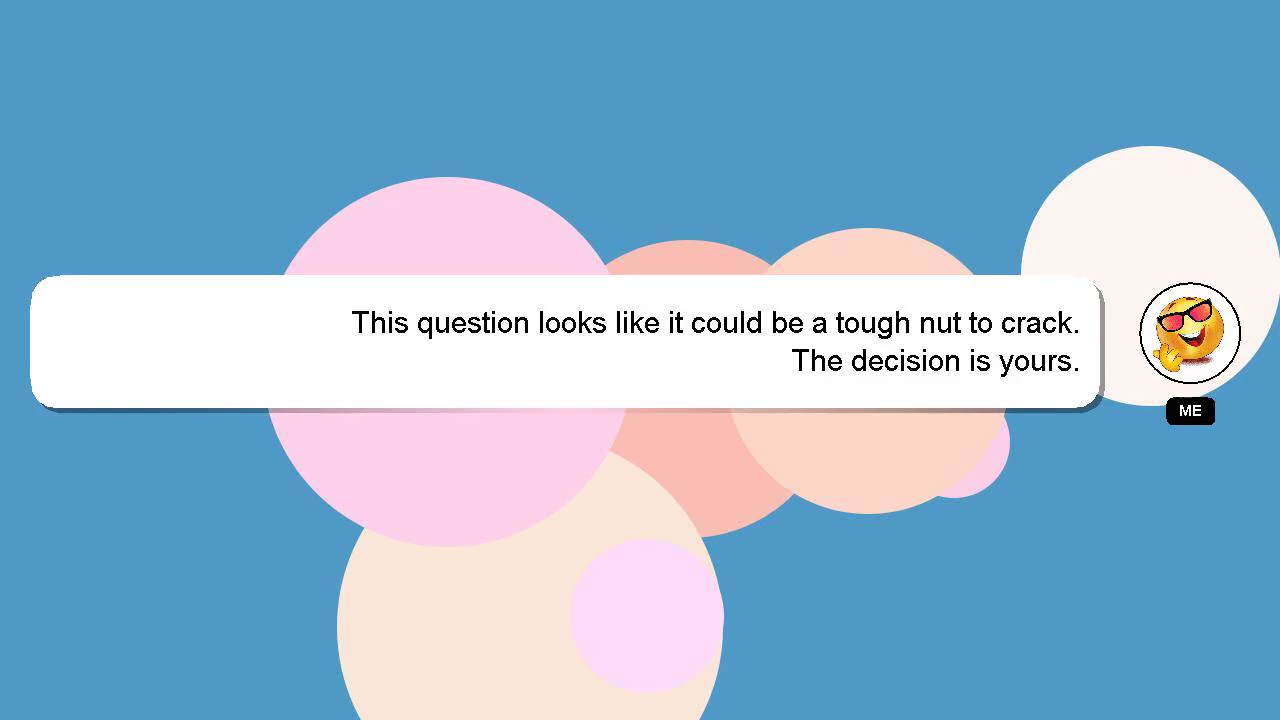 This question looks like it could be a tough nut to crack.
The decision is yours.
ME